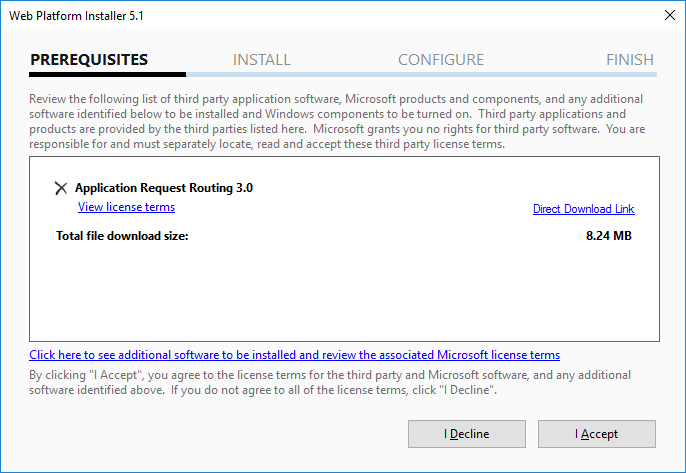 Web Platform Installer 5.1
PREREQUISITES INSTALL CONFIGURE FINISH
Review the following list of third party application software, Microsoft products and components, and any additional
software identified below to be installed and Windows components to be turned on.  Third party applications and
products are provided by the third parties listed here.  Microsoft grants you no rights for third party software.  You are
responsible for and must separately locate, read and accept these third party license terms.
Application Request Routing 3.0
View license terms Direct Download Link
Total file download size: 8.24 MB
Click here to see additional software to be installed and review the associated Microsoft license terms
By clicking "I Accept", you agree to the license terms for the third party and Microsoft software, and any additional
software identified above.  If you do not agree to all of the license terms, click "I Decline".
I Decline I Accept